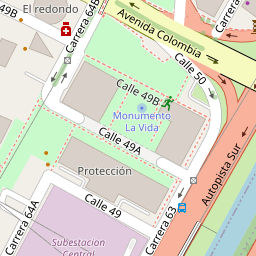 El redondo
49B
Carrera 64B
Avenida Colombia
Calle 50
Calle 49B
Monumento
La Vida
Calle 49A
Protección
Autopista Sur
Carrera 64A
Calle 49
Carrera 63
Subestación
Central